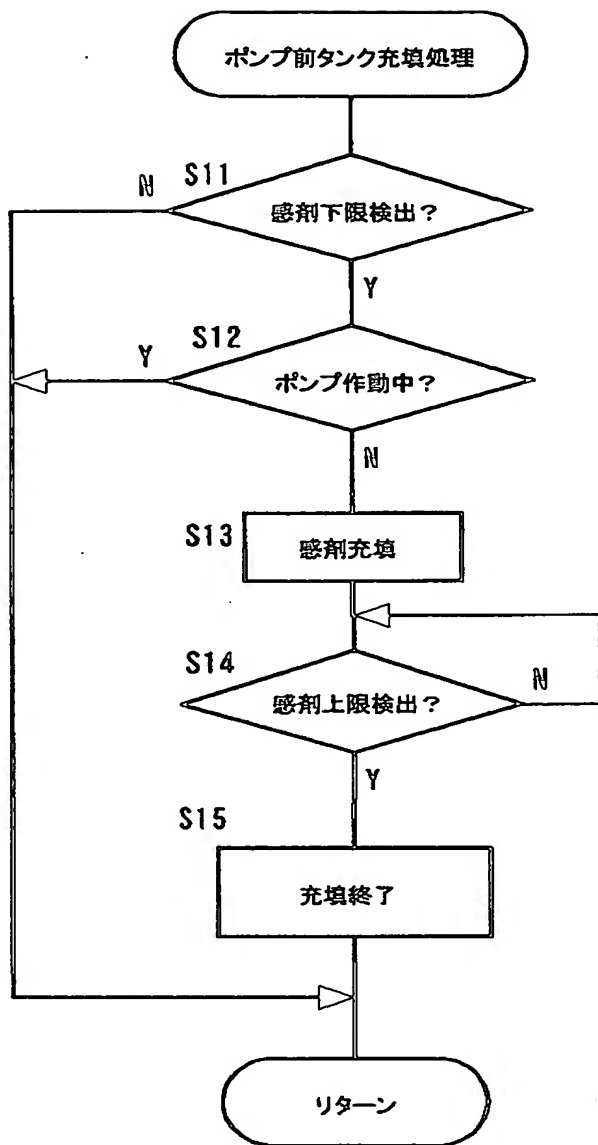 ポンプ前タンク充填処理
S11
N
感剤下限検出?
Y
S12
Y
ポンプ作動中?
N
S13
感剤充填
S14
感剤上限検出?
N
Y
S15
充填終了
リターン